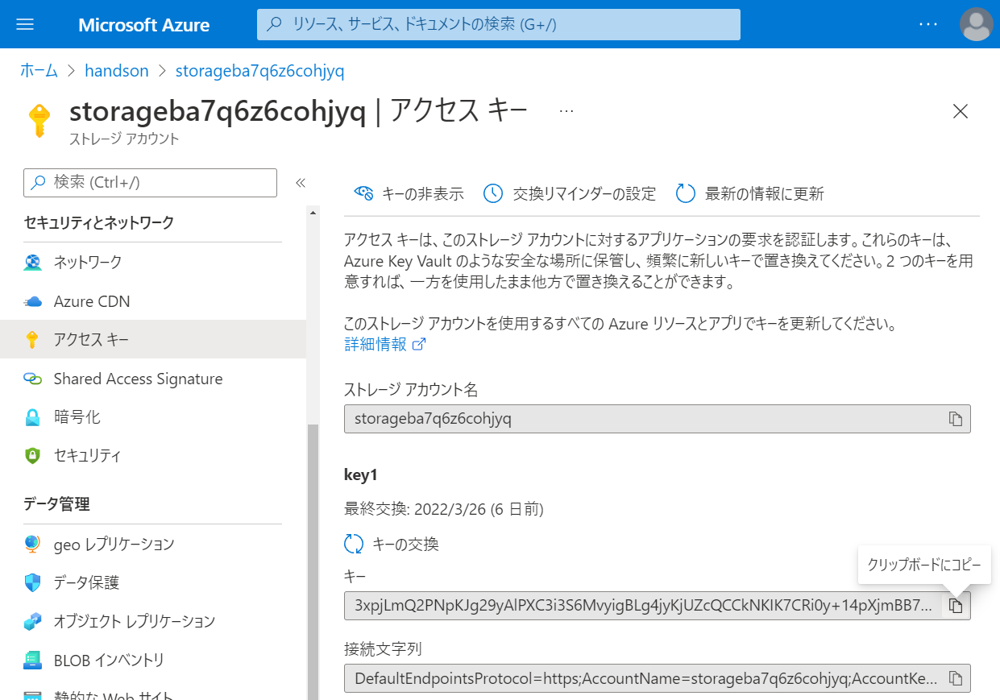 Microsoft Azure
リソース、サービス、ドキュメントの検索 (G+/)
...
ホーム > handson > storageba7q6z6cohjyq
storageba7q6z6cohjyq | アクセス キー ...
ストレージ アカウント
検索 (Ctrl+/)
«
セキュリティとネットワーク
ネットワーク
Azure CDN
アクセス キー
Shared Access Signature
暗号化
セキュリティ
データ管理
geo レプリケーション
データ保護
オブジェクト レプリケーション
BLOB インベントリ
静的な Web サイト
キーの非表示
交換リマインダーの設定
最新の情報に更新
アクセス キーは、このストレージ アカウントに対するアプリケーションの要求を認証します。これらのキーは、
Azure Key Vault のような安全な場所に保管し、頻繁に新しいキーで置き換えてください。2 つのキーを用
意すれば、一方を使用したまま他方で置き換えることができます。
このストレージ アカウントを使用するすべての Azure リソースとアプリでキーを更新してください。
詳細情報
ストレージ アカウント名
storageba7q6z6cohjyq
key1
最終交換: 2022/3/26 (6 日前)
キーの交換
クリップボードにコピー
キー
3xpjLmQ2PNpKJg29yAlPXC3i3S6MvyigBLg4jyKjUZcQCCkNKIK7CRi0y+14pXjmBB7...
接続文字列
DefaultEndpointsProtocol=https;AccountName=storageba7q6z6cohjyq;AccountKe...